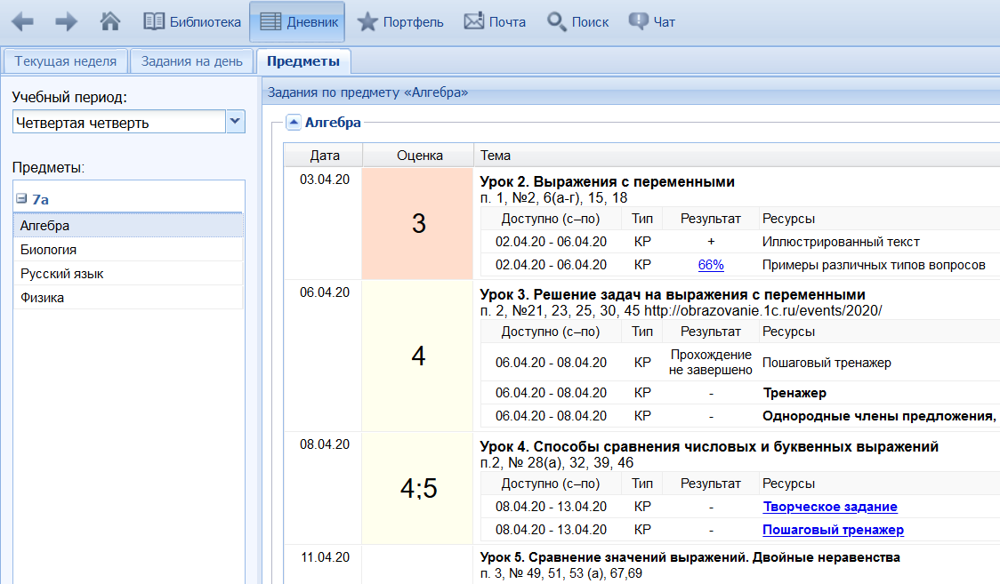 Библиотека Дневник Портфель Почта Поиск Чат
Текущая неделя Задания на день Предметы
Учебный период:
Четвертая четверть
Предметы:
7а
Алгебра
Биология
Русский язык
Физика
Задания по предмету «Алгебра»
Алгебра
Дата Оценка Тема
03.04.20
3
Урок 2. Выражения с переменными
п. 1, №2, 6(а-г), 15, 18
Доступно (с–по) Тип Результат Ресурсы
02.04.20 - 06.04.20 КР + Иллюстрированный текст
02.04.20 - 06.04.20 КР 66% Примеры различных типов вопросов
06.04.20
4
Урок 3. Решение задач на выражения с переменными
п. 2, №21, 23, 25, 30, 45 http://obrazovanie.1c.ru/events/2020/
Доступно (с–по) Тип Результат Ресурсы
06.04.20 - 08.04.20 КР Прохождение не завершено Пошаговый тренажер
06.04.20 - 08.04.20 КР - Тренажер
06.04.20 - 08.04.20 КР - Однородные члены предложения,
08.04.20
4;5
Урок 4. Способы сравнения числовых и буквенных выражений
п.2, № 28(а), 32, 39, 46
Доступно (с–по) Тип Результат Ресурсы
08.04.20 - 13.04.20 КР - Творческое задание
08.04.20 - 13.04.20 КР - Пошаговый тренажер
11.04.20
Урок 5. Сравнение значений выражений. Двойные неравенства
п. 3, № 49, 51, 53 (а), 67,69